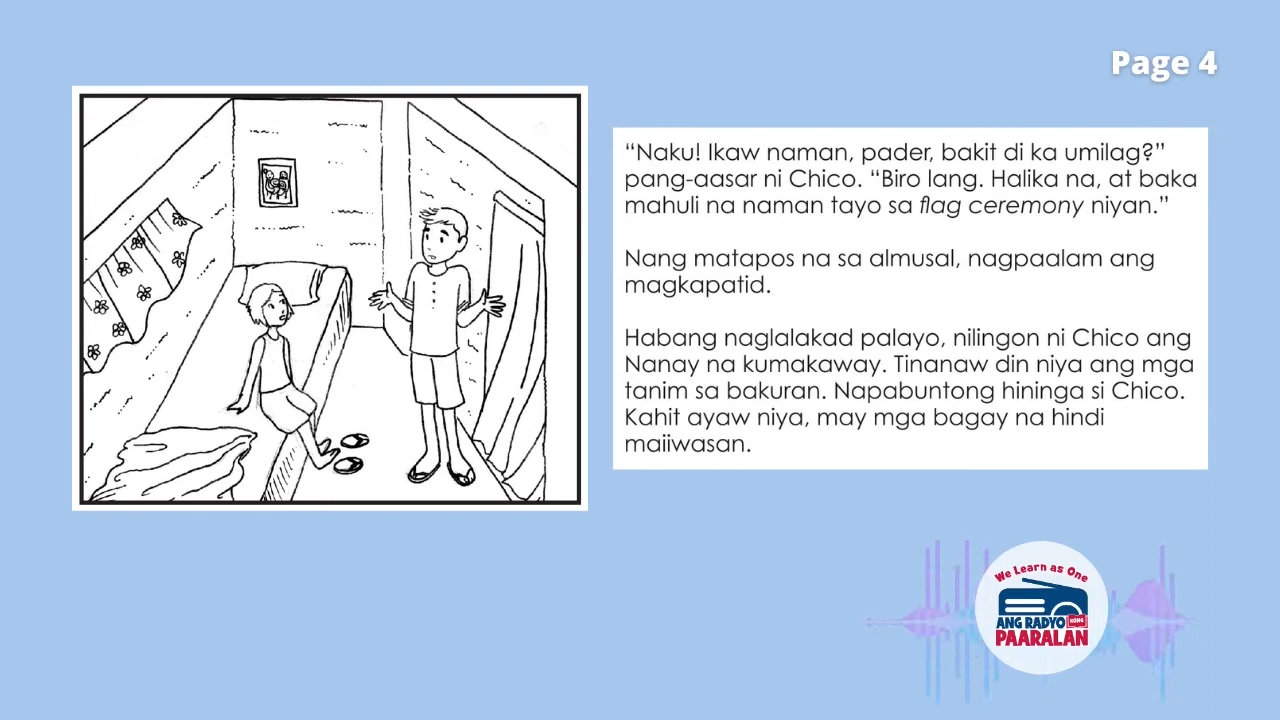 Page 4
“Naku! Ikaw naman, pader, bakit di ka umilag?”
pang-aasar ni Chico. “Biro lang. Halika na, at baka
mahuli na naman tayo sa flag ceremony niyan.”
Nang matapos na sa almusal, nagpaalam ang
magkapatid.
Habang naglalakad palayo, nilingon ni Chico ang
Nanay na kumakaway. Tinanaw din niya ang mga
tanim sa bakuran. Napabuntong hininga si Chico.
Kahit ayaw niya, may mga bagay na hindi
maiiwasan.
We Learn as One
ANG RADYO KONG
PAARALAN